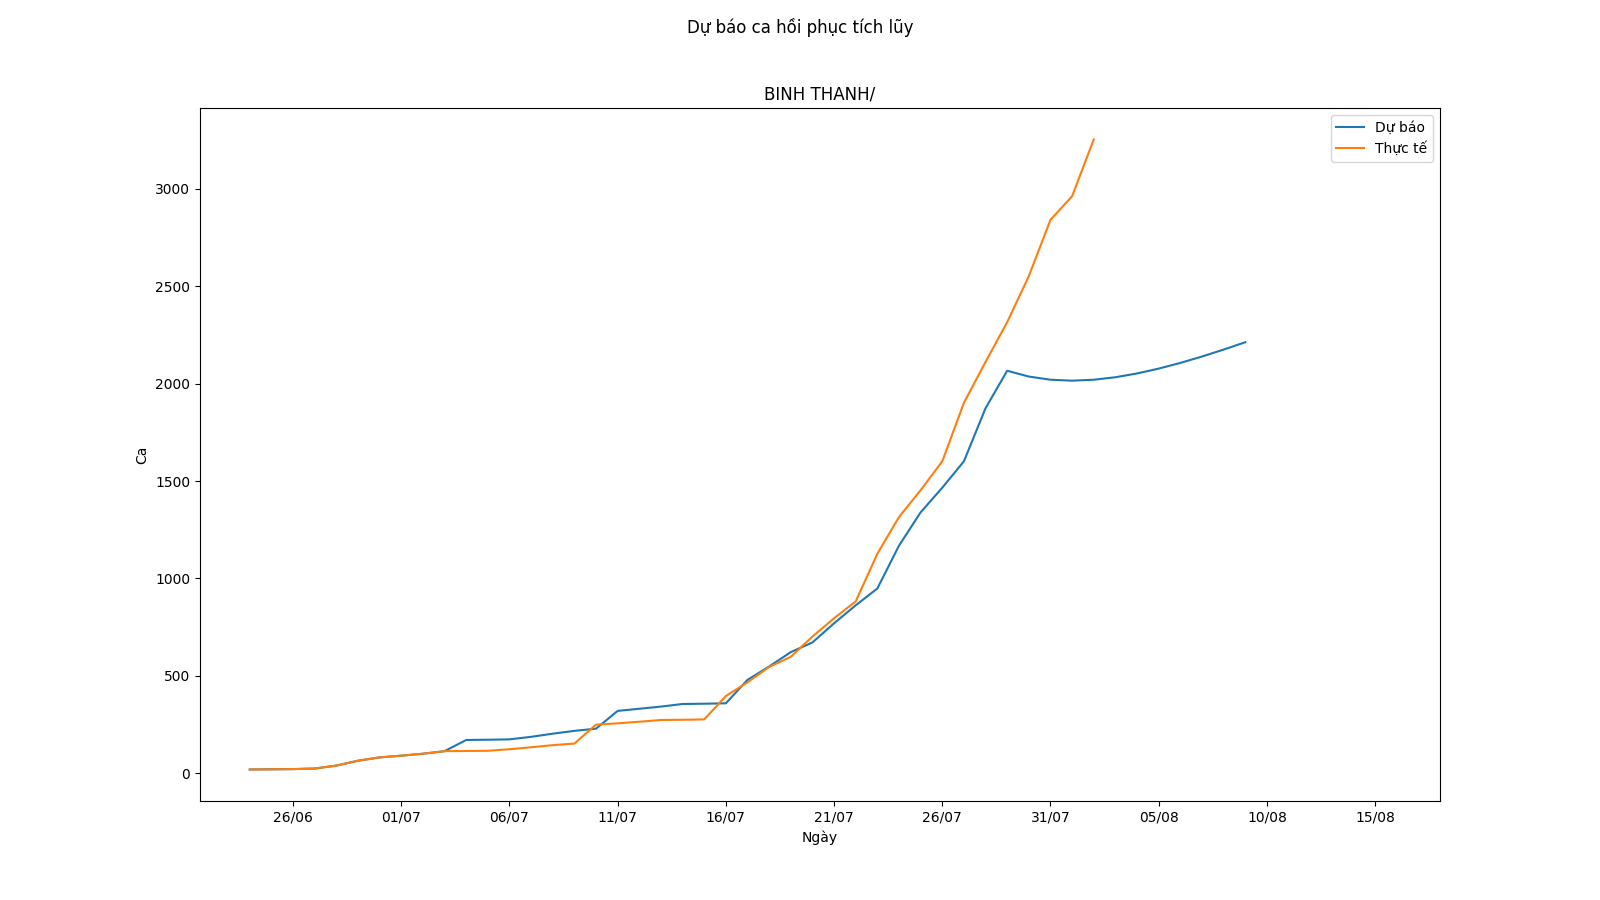 Dự báo ca hồi phục tích lũy
BINH THANH/
Dự báo
Thực tế
3000
2500
2000
1500
1000
500
0
Ca
26/06 01/07 06/07 11/07 16/07 21/07 26/07 31/07 05/08 10/08 15/08
Ngày